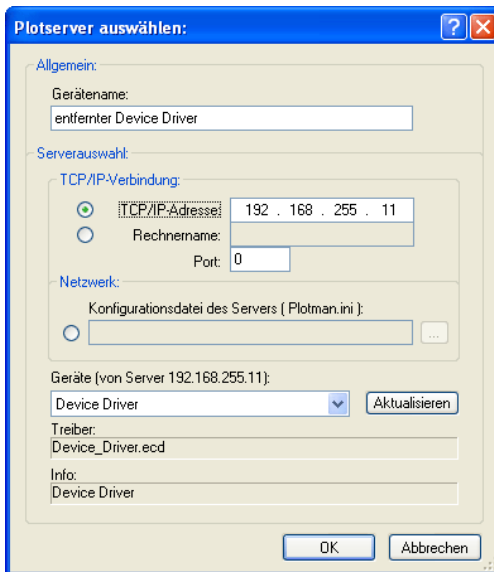 Plotserver auswählen:
Allgemein:
Gerätename:
entfernter Device Driver
Serverauswahl:
TCP/IP-Verbindung:
TCP/IP-Adresse: 192 . 168 . 255 . 11
Rechnername:
Port: 0
Netzwerk:
Konfigurationsdatei des Servers ( Plotman.ini ):
...
Geräte (von Server 192.168.255.11):
Device Driver Aktualisieren
Treiber:
Device_Driver.ecd
Info:
Device Driver
OK Abbrechen